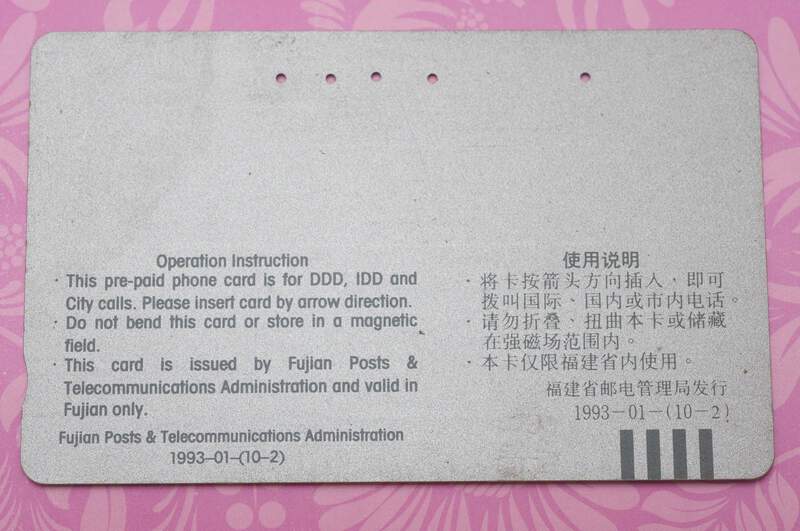 Operation Instruction
· This pre-paid phone card is for DDD, IDD and
City calls. Please insert card by arrow direction.
· Do not bend this card or store in a magnetic
field.
· This card is issued by Fujian Posts &
Telecommunications Administration and valid in
Fujian only.
Fujian Posts & Telecommunications Administration
1993-01-(10-2)
使用说明
· 将卡按箭头方向插入，即可
拨叫国际、国内或市内电话。
· 请勿折叠、扭曲本卡或储藏
在强磁场范围内。
· 本卡仅限福建省内使用。
福建省邮电管理局发行
1993-01-(10-2)